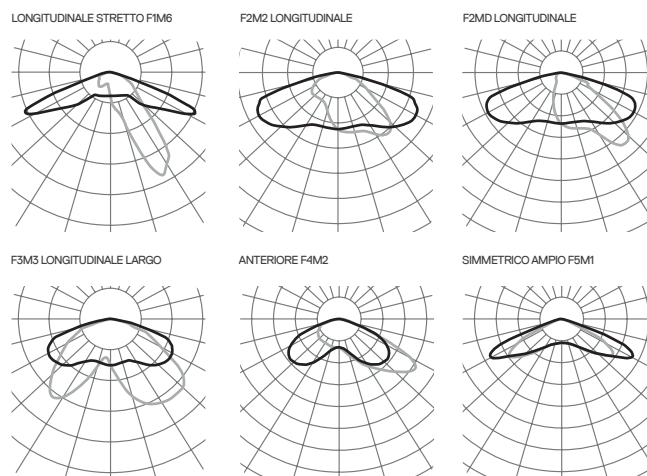 LONGITUDINALE STRETTO F1M6
F2M2 LONGITUDINALE
F2MD LONGITUDINALE
F3M3 LONGITUDINALE LARGO
ANTERIORE F4M2
SIMMETRICO AMPIO F5M1